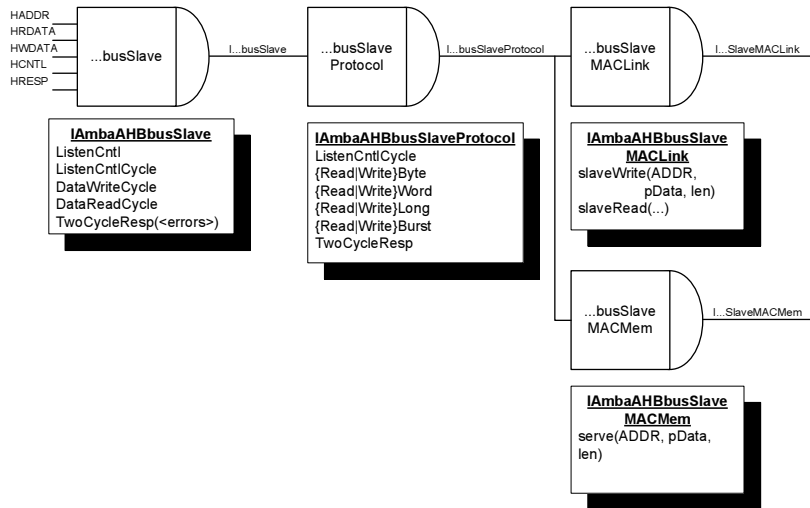 HADDR
HRDATA
HWDATA
HCNTL
HRESP
...busSlave
I...busSlave
...busSlave
Protocol
I...busSlaveProtocol
...busSlave
MACLink
I...SlaveMACLink
IAmbaAHBbusSlave
ListenCntl
ListenCntlCycle
DataWriteCycle
DataReadCycle
TwoCycleResp(<errors>)
IAmbaAHBbusSlaveProtocol
ListenCntlCycle
{Read|Write}Byte
{Read|Write}Word
{Read|Write}Long
{Read|Write}Burst
TwoCycleResp
IAmbaAHBbusSlave
MACLink
slaveWrite(ADDR,
pData, len)
slaveRead(...)
...busSlave
MACMem
I...SlaveMACMem
IAmbaAHBbusSlave
MACMem
serve(ADDR, pData,
len)